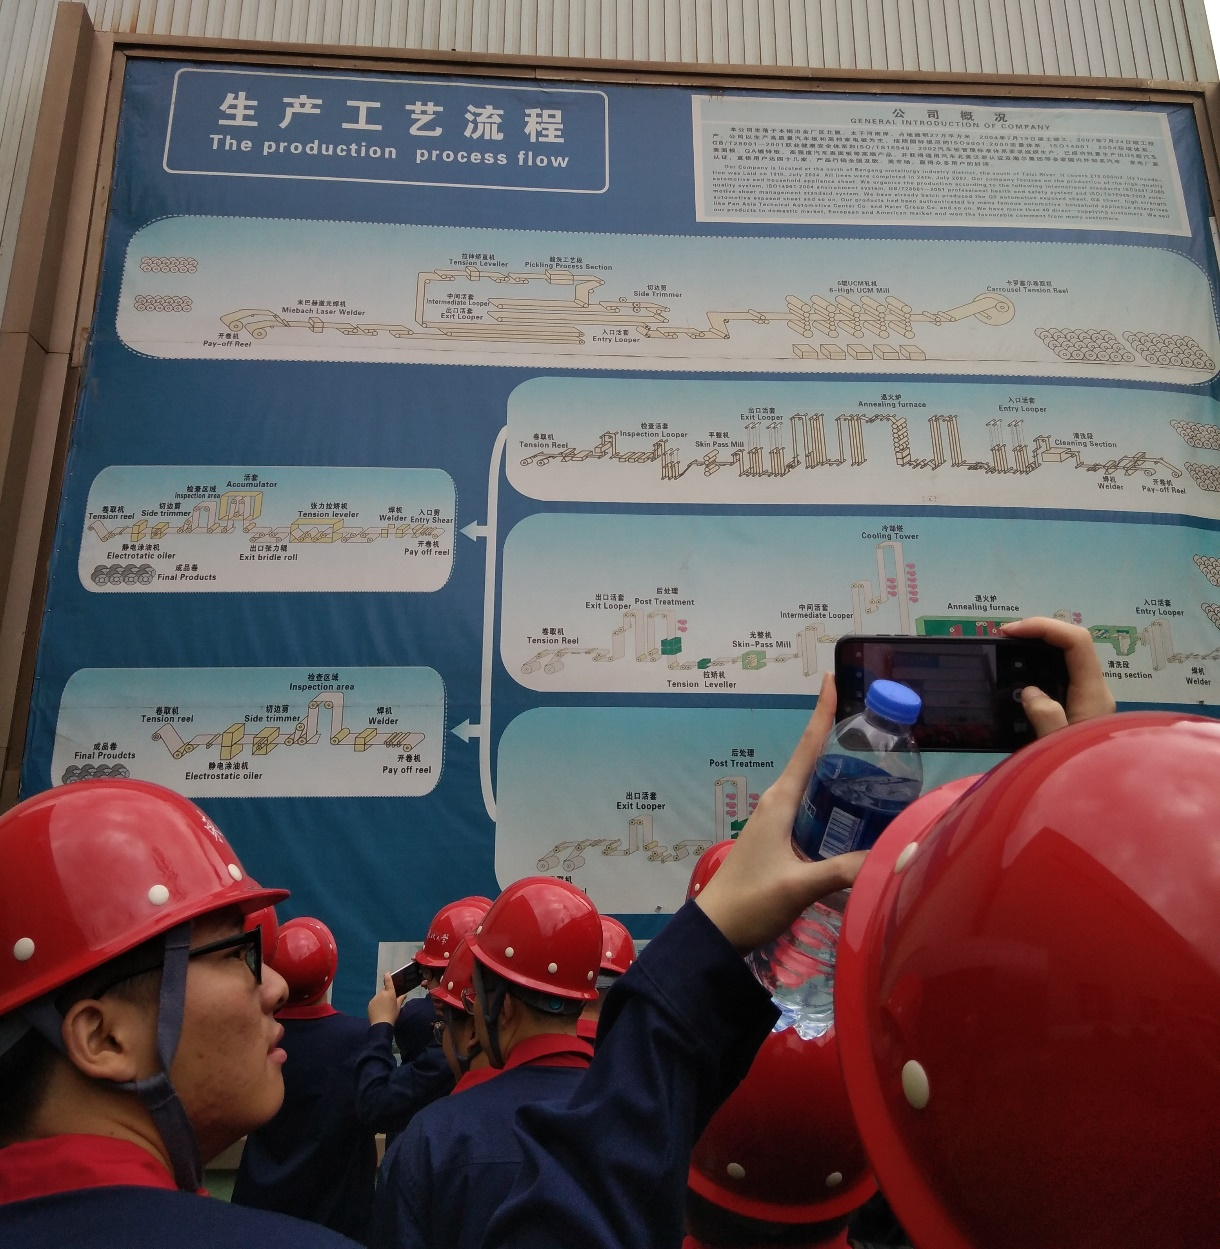 生产工艺流程
The production process flow
公司概况
GENERAL INTRODUCTION OF COMPANY
拉伸矫直机
Tension Leveller
酸洗工艺段
Pickling Process Section
米巴赫激光焊机
Miebach Laser Welder
中间活套
Intermediate Looper
出口活套
Exit Looper
切边剪
Side Trimmer
6辊UCM轧机
6-High UCM Mill
卡罗塞尔卷取机
Carrousel Tension Reel
开卷机
Pay-off Reel
入口活套
Entry Looper
卷取机
Tension Reel
检查活套
Inspection Looper
平整机
Skin Pass Mill
出口活套
Exit Looper
退火炉
Annealing furnace
入口活套
Entry Looper
清洗段
Cleaning Section
焊机
Welder
开卷机
Pay-off Reel
卷取机
Tension reel
切边剪
Side trimmer
检查区域
Inspection area
活套
Accumulator
张力拉矫机
Tension leveler
焊机
Welder
入口剪
Entry Shear
静电涂油机
Electrotatic oiler
出口张力辊
Exit bridle roll
开卷机
Pay off reel
成品卷
Final Products
冷却塔
Cooling Tower
出口活套
Exit Looper
后处理
Post Treatment
中间活套
Intermediate Looper
退火炉
Annealing furnace
入口活套
Entry Looper
卷取机
Tension Reel
光整机
Skin-Pass Mill
拉矫机
Tension Leveller
清洗段
ning section
焊机
Welder
卷取机
Tension reel
切边剪
Side trimmer
检查区域
Inspection area
焊机
Welder
成品卷
Final Proudcts
静电涂油机
Electrostatic oiler
开卷机
Pay off reel
后处理
Post Treatment
出口活套
Exit Looper